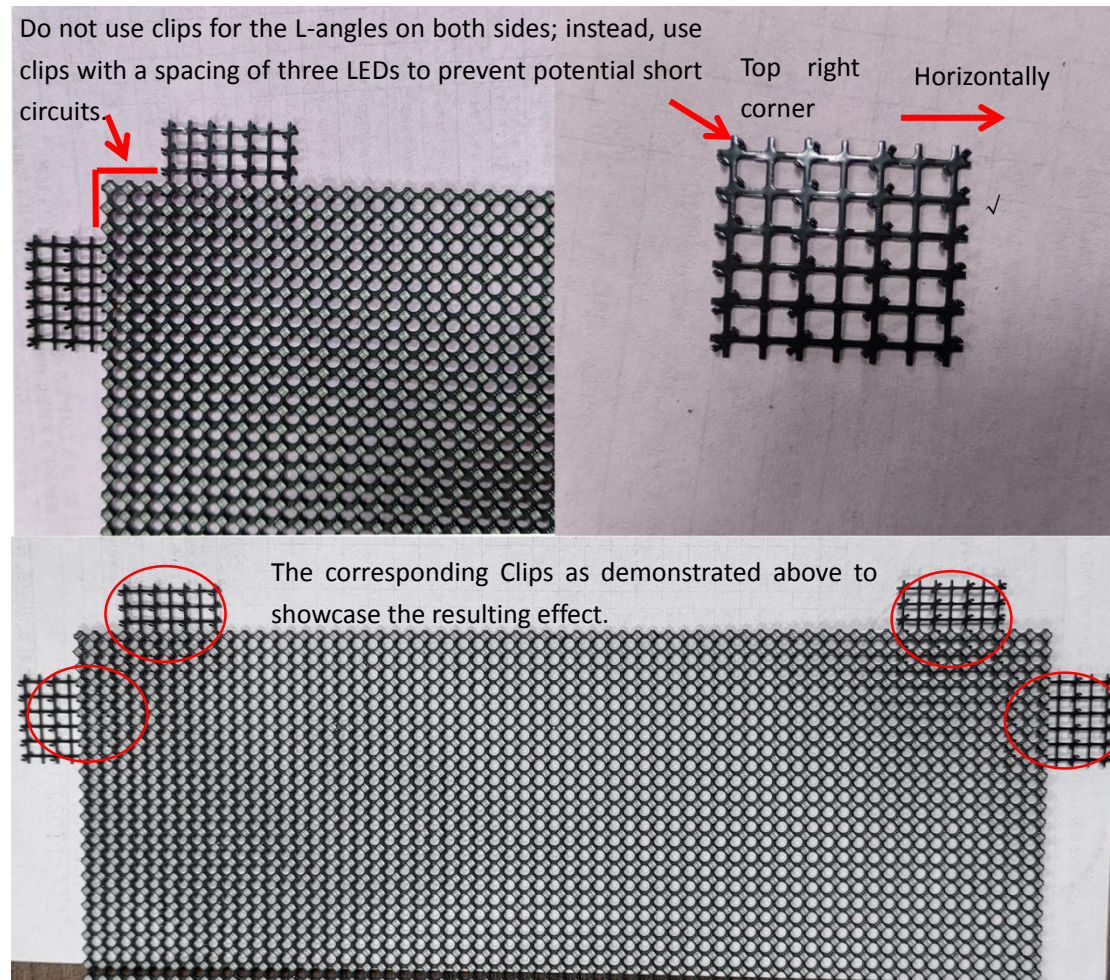 Do not use clips for the L-angles on both sides; instead, use
clips with a spacing of three LEDs to prevent potential short
circuits.
Top right
corner
Horizontally
√
The corresponding Clips as demonstrated above to
showcase the resulting effect.